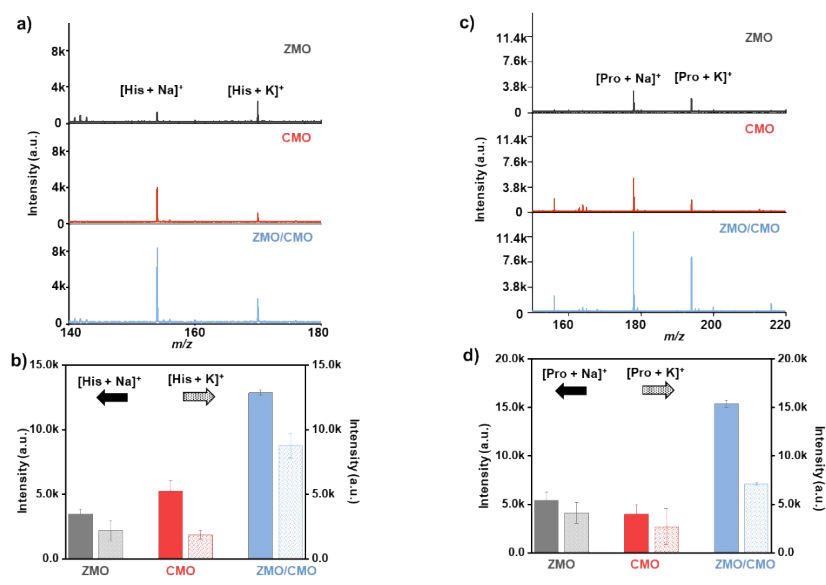 a)
ZMO
8k
4k
0
[His + Na]⁺
[His + K]⁺
CMO
8k
4k
0
ZMO/CMO
8k
4k
0
Intensity (a.u.)
140 160 180
m/z
c)
ZMO
11.4k
7.6k
3.8k
0
[Pro + Na]⁺
[Pro + K]⁺
CMO
11.4k
7.6k
3.8k
0
ZMO/CMO
11.4k
7.6k
3.8k
0
Intensity (a.u.)
160 180 200 220
m/z
b)
15.0k
10.0k
5.0k
0.0
Intensity (a.u.)
[His + Na]⁺
[His + K]⁺
15.0k
10.0k
5.0k
0.0
Intensity (a.u.)
ZMO CMO ZMO/CMO
d)
20.0k
15.0k
10.0k
5.0k
0.0
Intensity (a.u.)
[Pro + Na]⁺
[Pro + K]⁺
20.0k
15.0k
10.0k
5.0k
0.0
Intensity (a.u.)
ZMO CMO ZMO/CMO